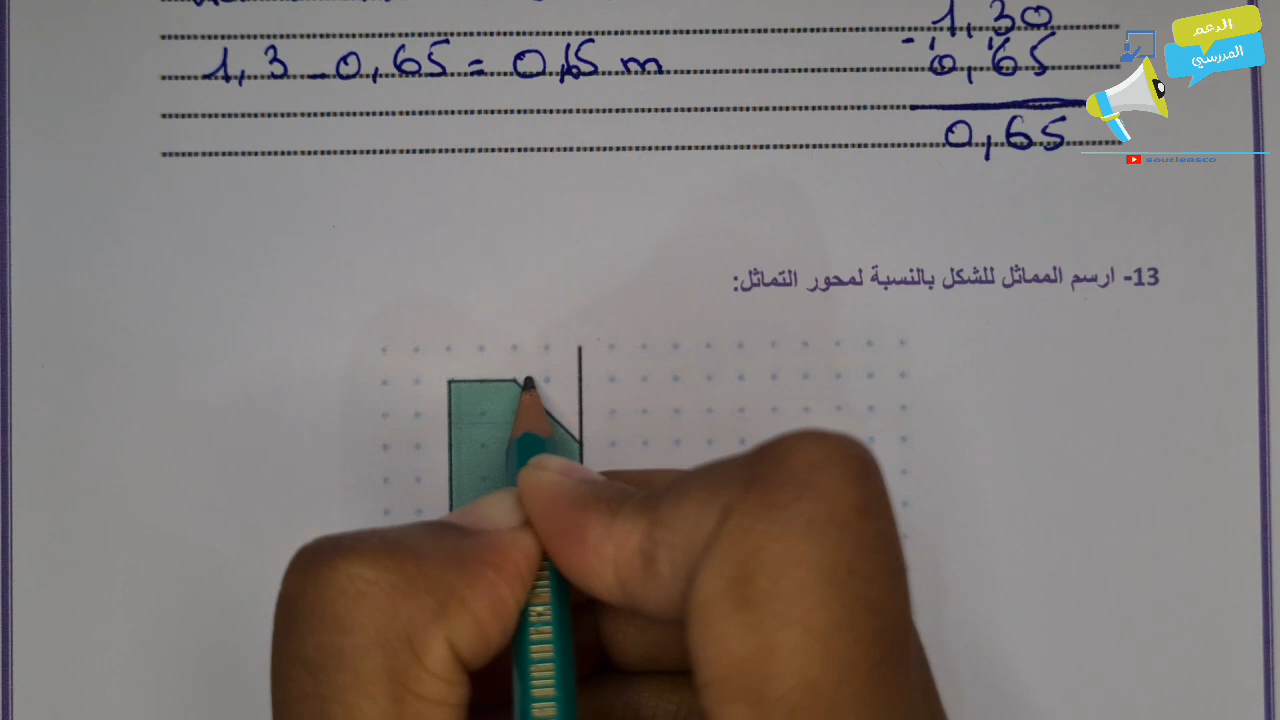 1,30
1,3 - 0,65 = 0,65 m
- 0,65
0,65
الدعم
المدرسي
soutiensco
13- ارسم المماثل للشكل بالنسبة لمحور التماثل: